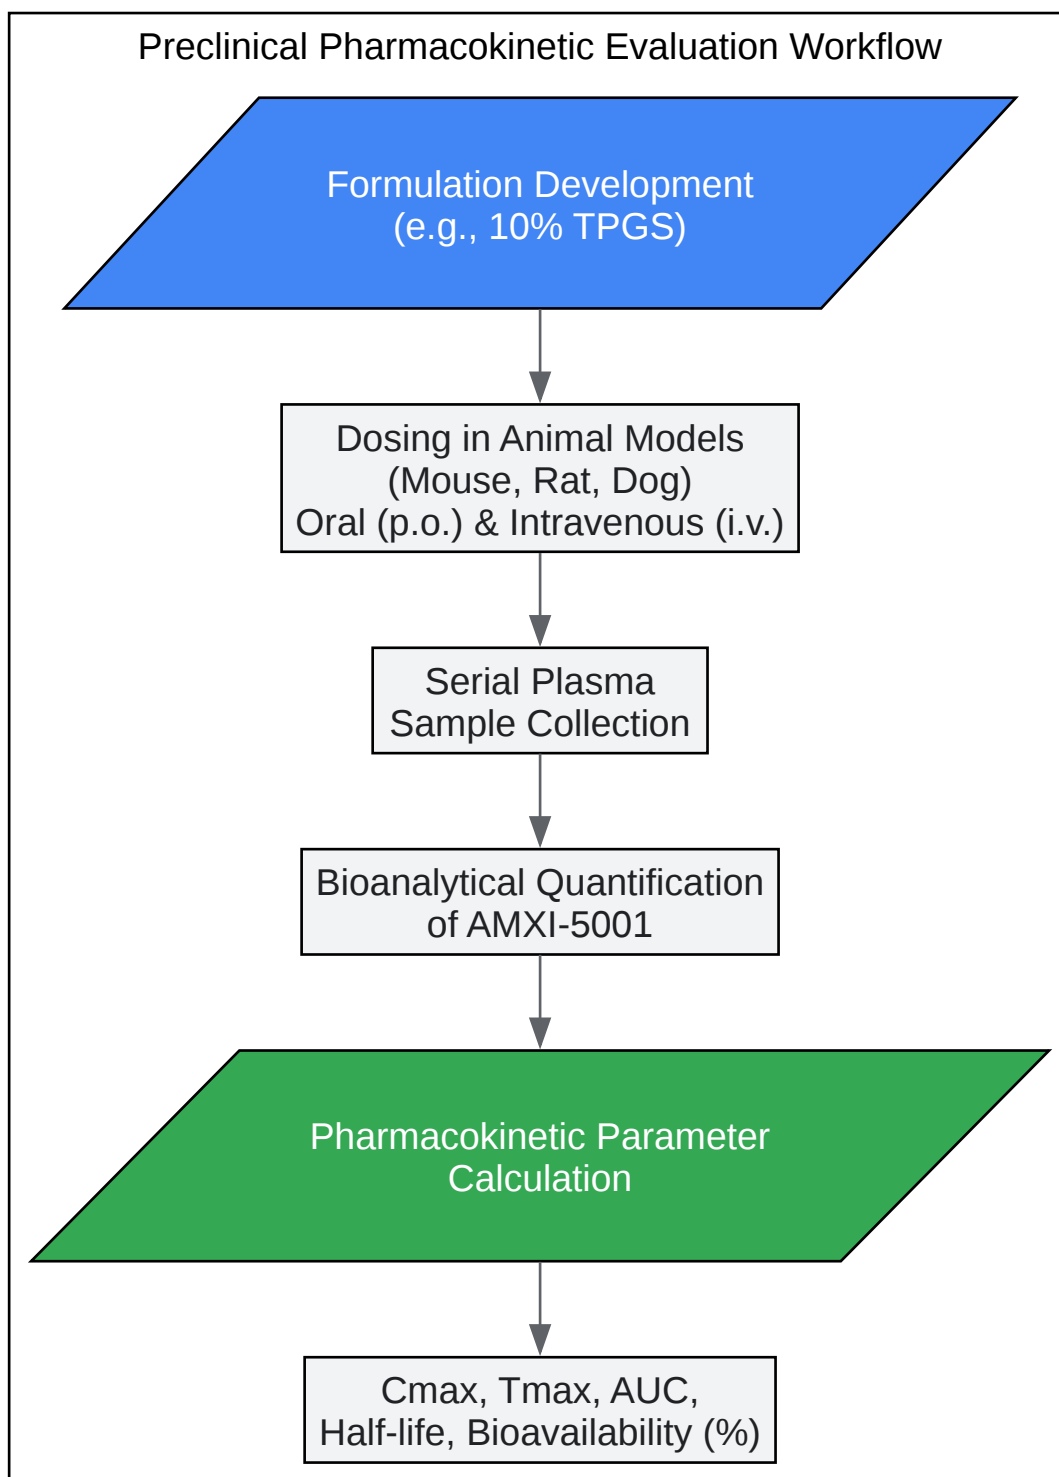 Preclinical Pharmacokinetic Evaluation Workflow
Formulation Development
(e.g., 10% TPGS)
Dosing in Animal Models
(Mouse, Rat, Dog)
Oral (p.o.) & Intravenous (i.v.)
Serial Plasma
Sample Collection
Bioanalytical Quantification
of AMXI-5001
Pharmacokinetic Parameter
Calculation
Cmax, Tmax, AUC,
Half-life, Bioavailability (%)